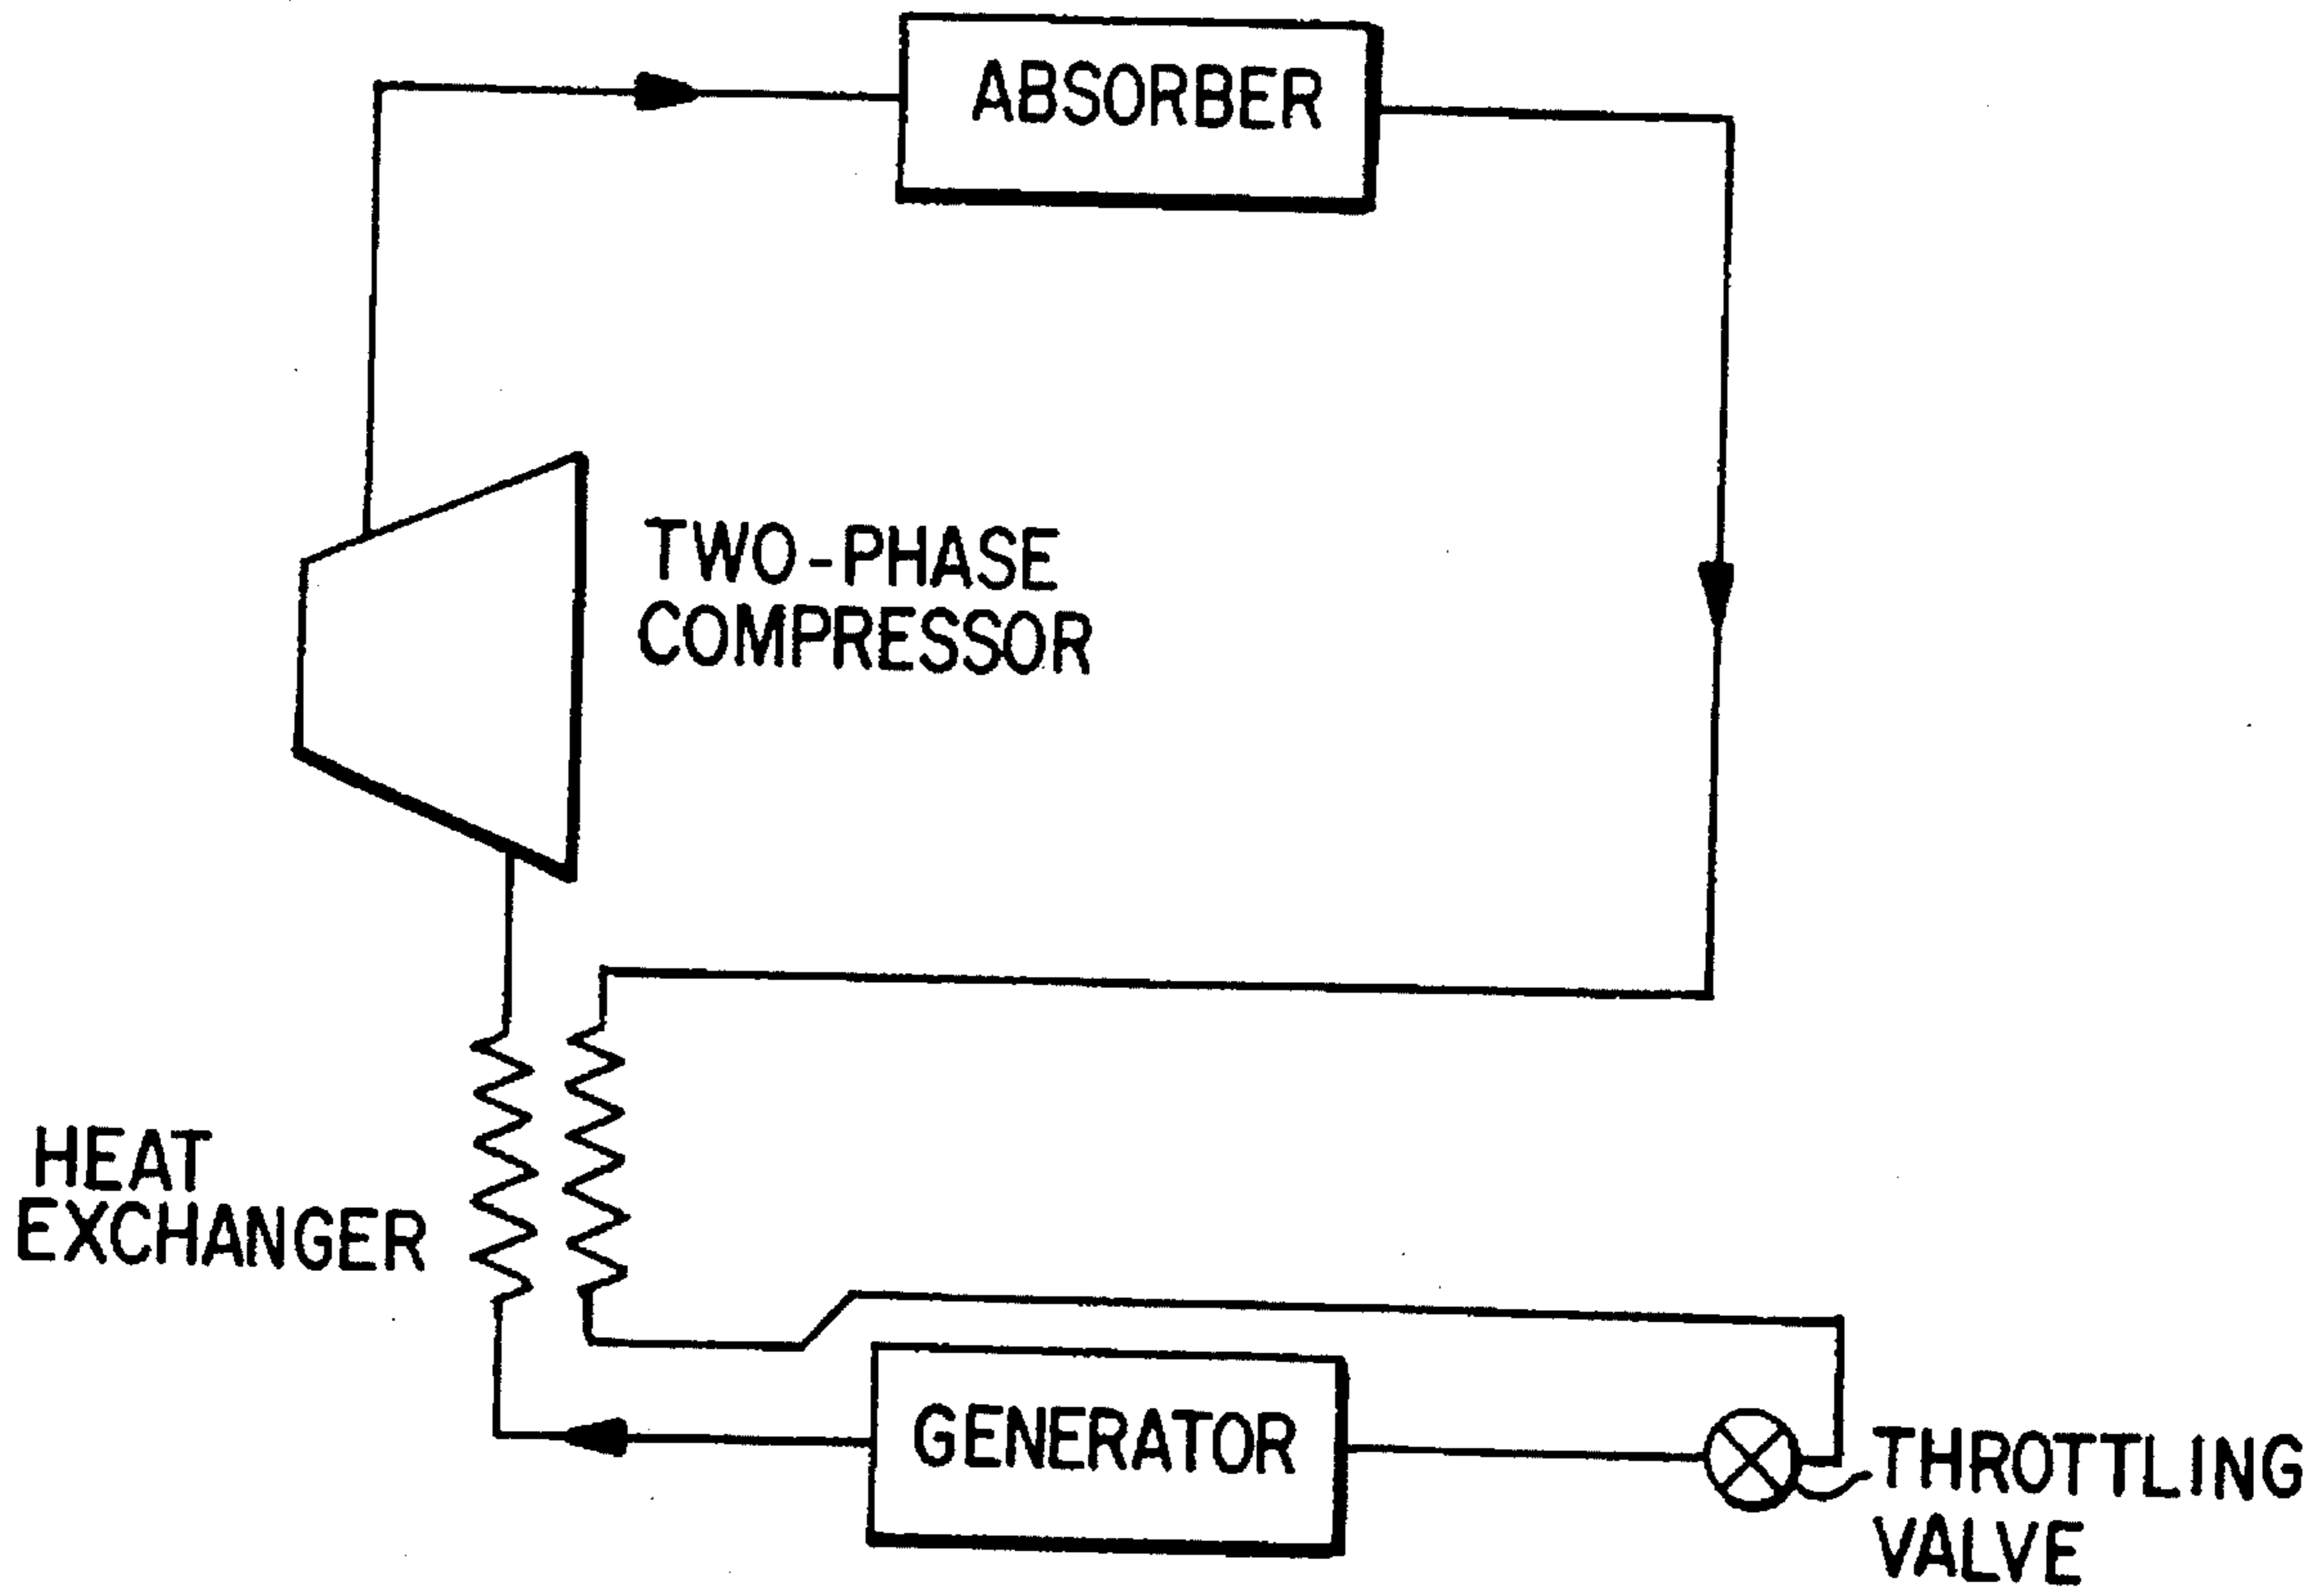 ABSORBER
TWO-PHASE
COMPRESSOR
HEAT
EXCHANGER
GENERATOR
THROTTLING
VALVE